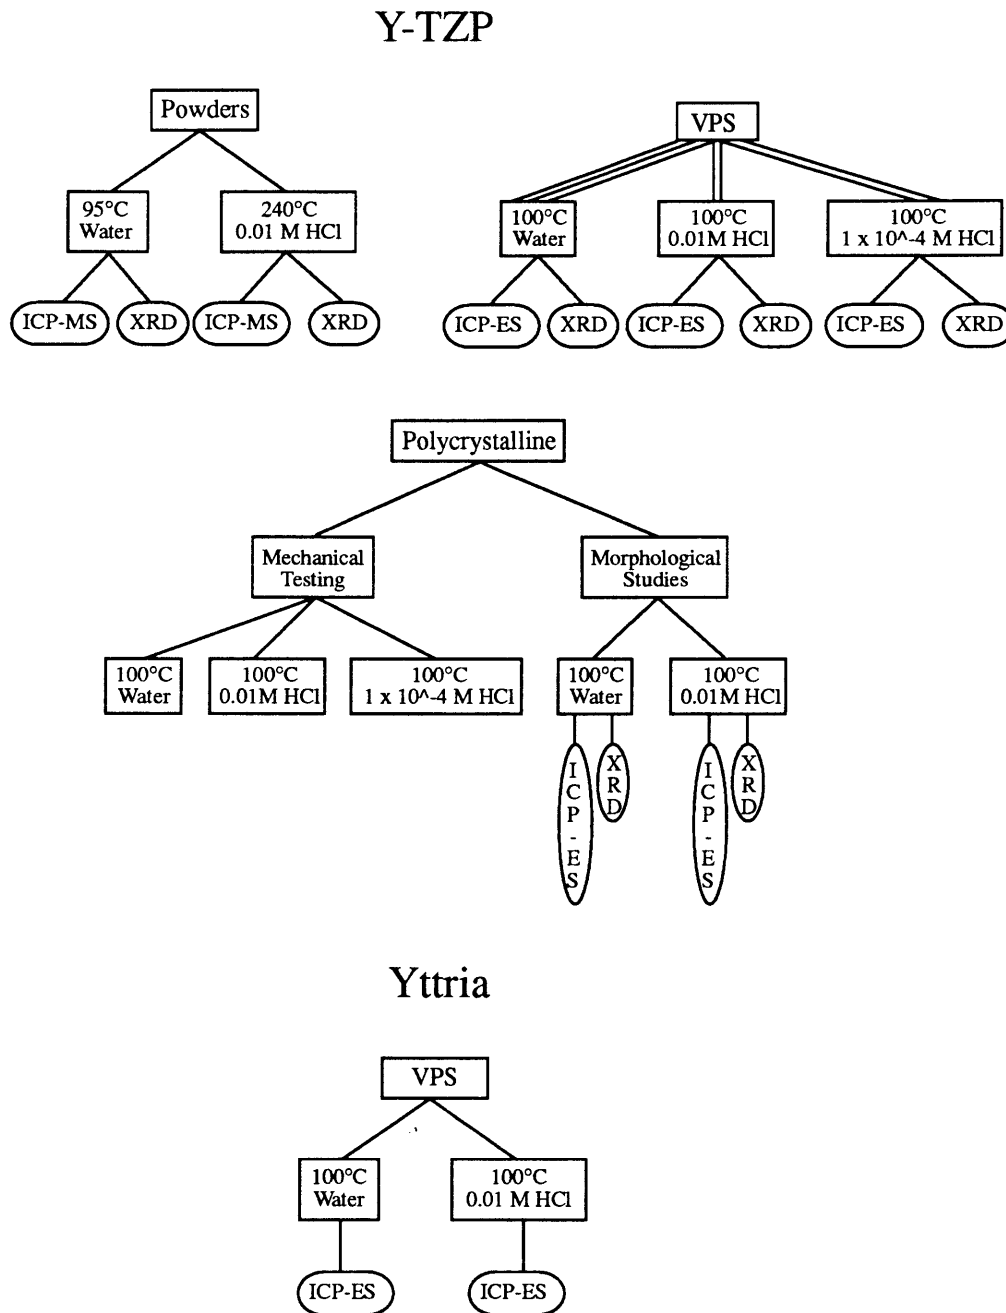 Y-TZP
Powders
95°C
Water
240°C
0.01 M HCl
ICP-MS
XRD
ICP-MS
XRD
VPS
100°C
Water
100°C
0.01M HCl
100°C
1 x 10^-4 M HCl
ICP-ES
XRD
ICP-ES
XRD
ICP-ES
XRD
Polycrystalline
Mechanical
Testing
Morphological
Studies
100°C
Water
100°C
0.01M HCl
100°C
1 x 10^-4 M HCl
100°C
Water
100°C
0.01M HCl
ICP-ES
XRD
ICP-ES
XRD
Yttria
VPS
100°C
Water
100°C
0.01 M HCl
ICP-ES
ICP-ES